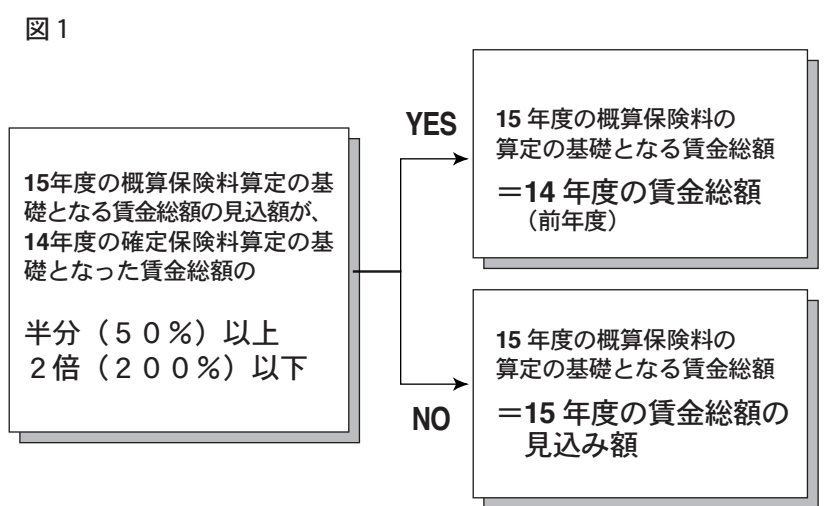 図1
15年度の概算保険料算定の基
礎となる賃金総額の見込額が、
14年度の確定保険料算定の基
礎となった賃金総額の
半分（５０％）以上
２倍（２００％）以下
YES
15 年度の概算保険料の
算定の基礎となる賃金総額
＝14 年度の賃金総額
（前年度）
NO
15 年度の概算保険料の
算定の基礎となる賃金総額
＝15 年度の賃金総額の
見込み額